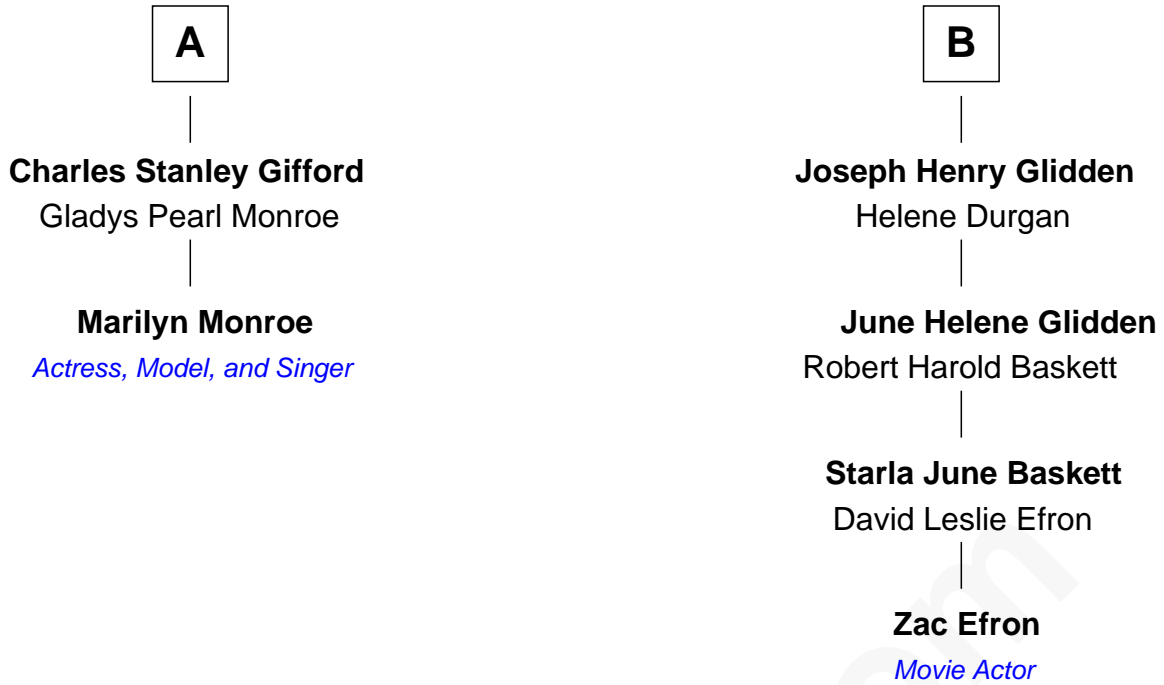 A
Charles Stanley Gifford
Gladys Pearl Monroe
Marilyn Monroe
Actress, Model, and Singer
B
Joseph Henry Glidden
Helene Durgan
June Helene Glidden
Robert Harold Baskett
Starla June Baskett
David Leslie Efron
Zac Efron
Movie Actor
om